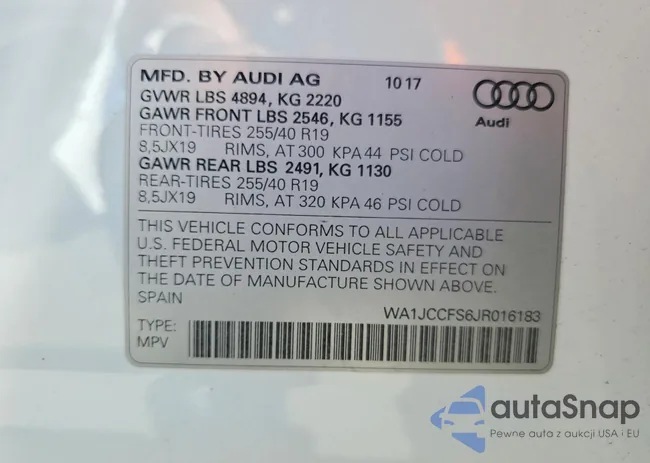 MFD. BY AUDI AG 10 17
GVWR LBS 4894, KG 2220
GAWR FRONT LBS 2546, KG 1155
Audi
FRONT-TIRES 255/40 R19
8,5JX19 RIMS, AT 300 KPA 44 PSI COLD
GAWR REAR LBS 2491, KG 1130
REAR-TIRES 255/40 R19
8,5JX19 RIMS, AT 320 KPA 46 PSI COLD
THIS VEHICLE CONFORMS TO ALL APPLICABLE
U.S. FEDERAL MOTOR VEHICLE SAFETY AND
THEFT PREVENTION STANDARDS IN EFFECT ON
THE DATE OF MANUFACTURE SHOWN ABOVE.
SPAIN
WA1JCCFS6JR016183
TYPE:
MPV
autaSnap
Pewne auta z aukcji USA i EU